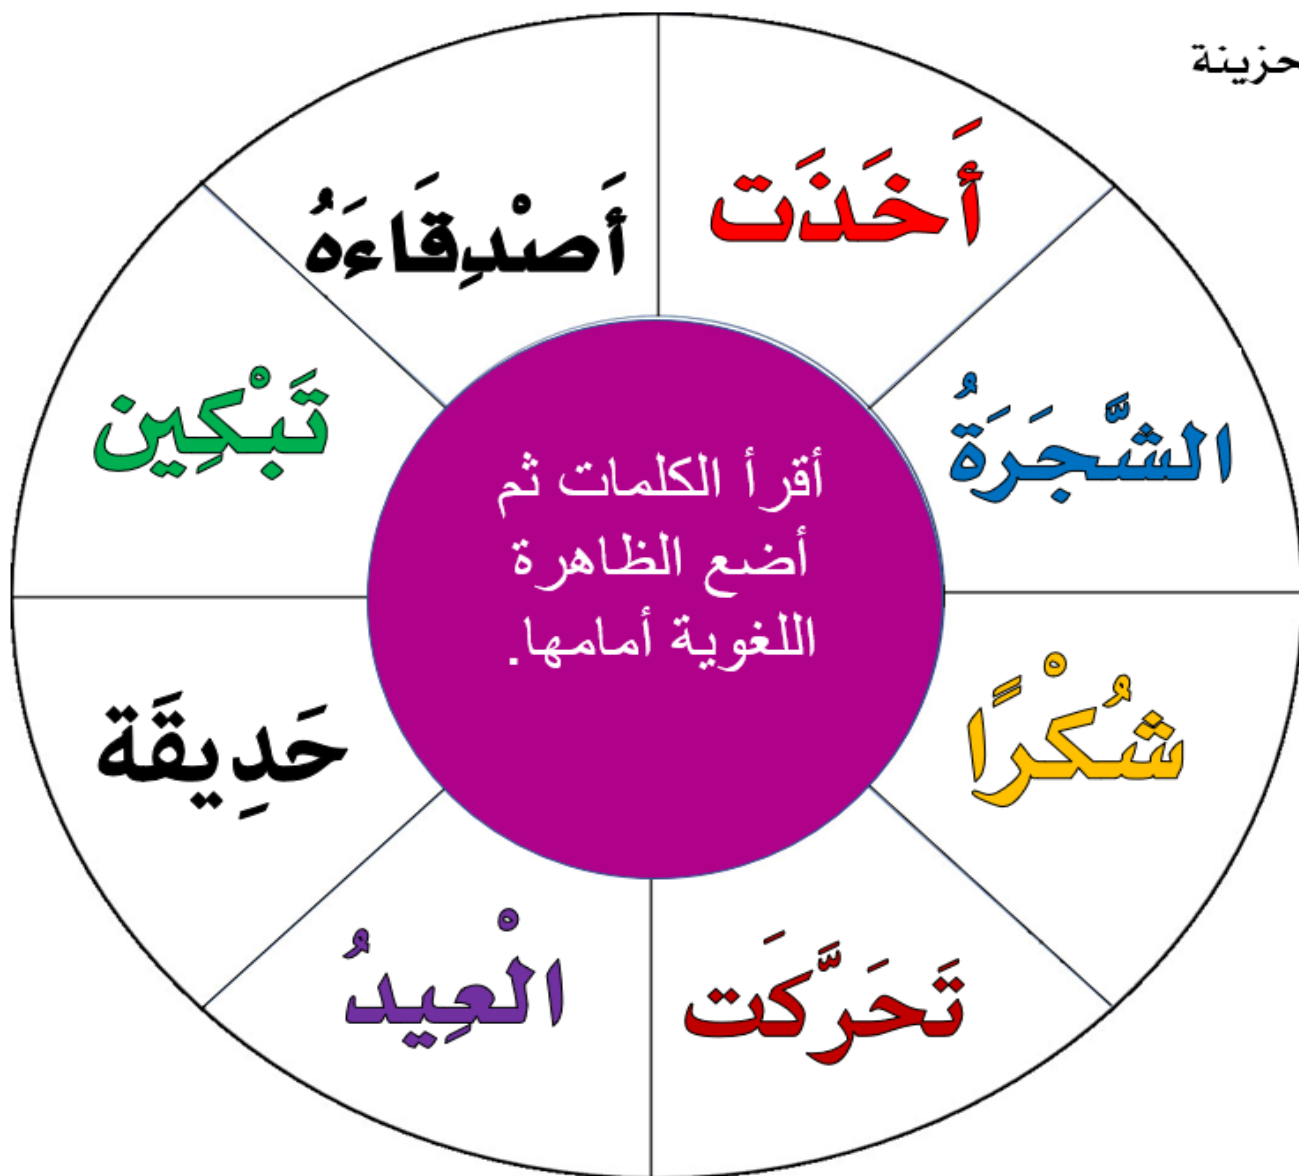 حزينة
أَخَذَت
أَصْدِقَاءَهُ
الشَّجَرَةُ
تَبْكِين
أقرأ الكلمات ثم
أضع الظاهرة
اللغوية أمامها.
شُكْرًا
حَدِيقَة
تَحَرَّكَت
الْعِيدُ